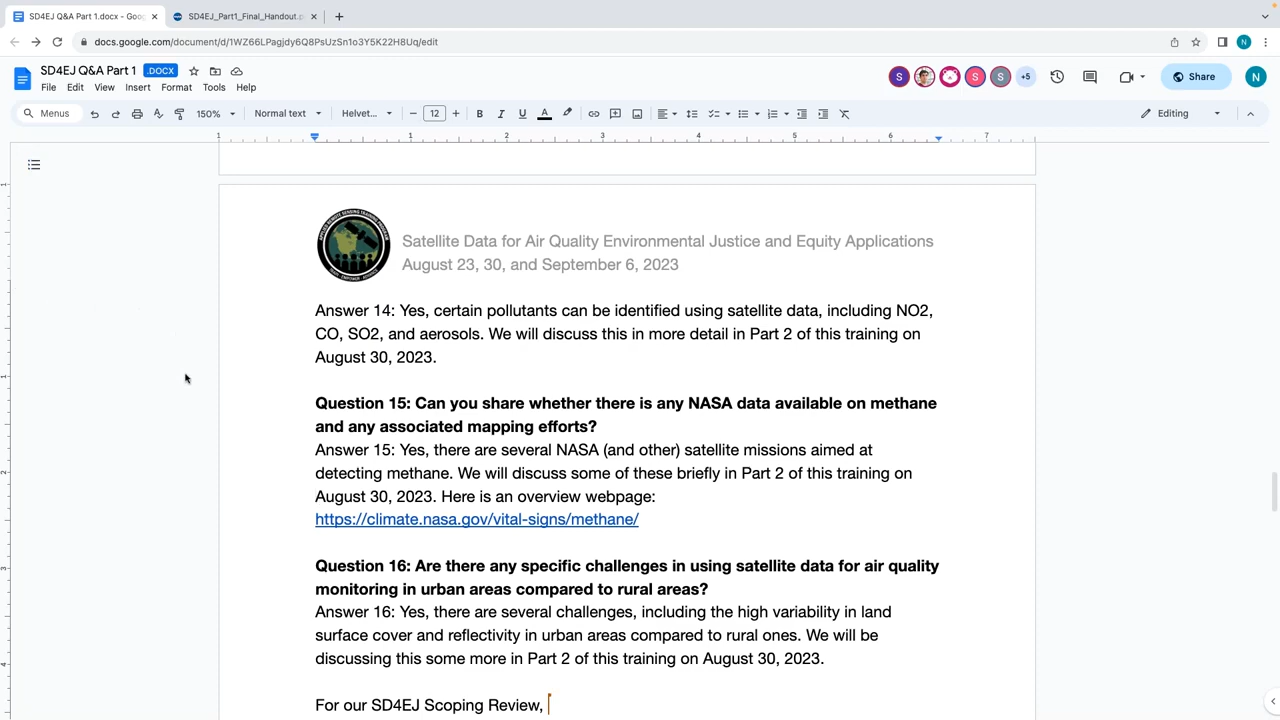 SD4EJ Q&A Part 1.docx - Goo
SD4EJ_Part1_Final_Handout.p
docs.google.com/document/d/1WZ66LPagjdy6Q8PsUzSn1o3Y5K22H8Uq/edit
N
SD4EJ Q&A Part 1 .DOCX
File Edit View Insert Format Tools Help
S S S +5 Share N
Menus 150% Normal text Helvet... 12 B I U A Editing
1 1 2 3 4 5 6 7
Satellite Data for Air Quality Environmental Justice and Equity Applications
August 23, 30, and September 6, 2023
Answer 14: Yes, certain pollutants can be identified using satellite data, including NO2,
CO, SO2, and aerosols. We will discuss this in more detail in Part 2 of this training on
August 30, 2023.
Question 15: Can you share whether there is any NASA data available on methane
and any associated mapping efforts?
Answer 15: Yes, there are several NASA (and other) satellite missions aimed at
detecting methane. We will discuss some of these briefly in Part 2 of this training on
August 30, 2023. Here is an overview webpage:
https://climate.nasa.gov/vital-signs/methane/
Question 16: Are there any specific challenges in using satellite data for air quality
monitoring in urban areas compared to rural areas?
Answer 16: Yes, there are several challenges, including the high variability in land
surface cover and reflectivity in urban areas compared to rural ones. We will be
discussing this some more in Part 2 of this training on August 30, 2023.
For our SD4EJ Scoping Review,